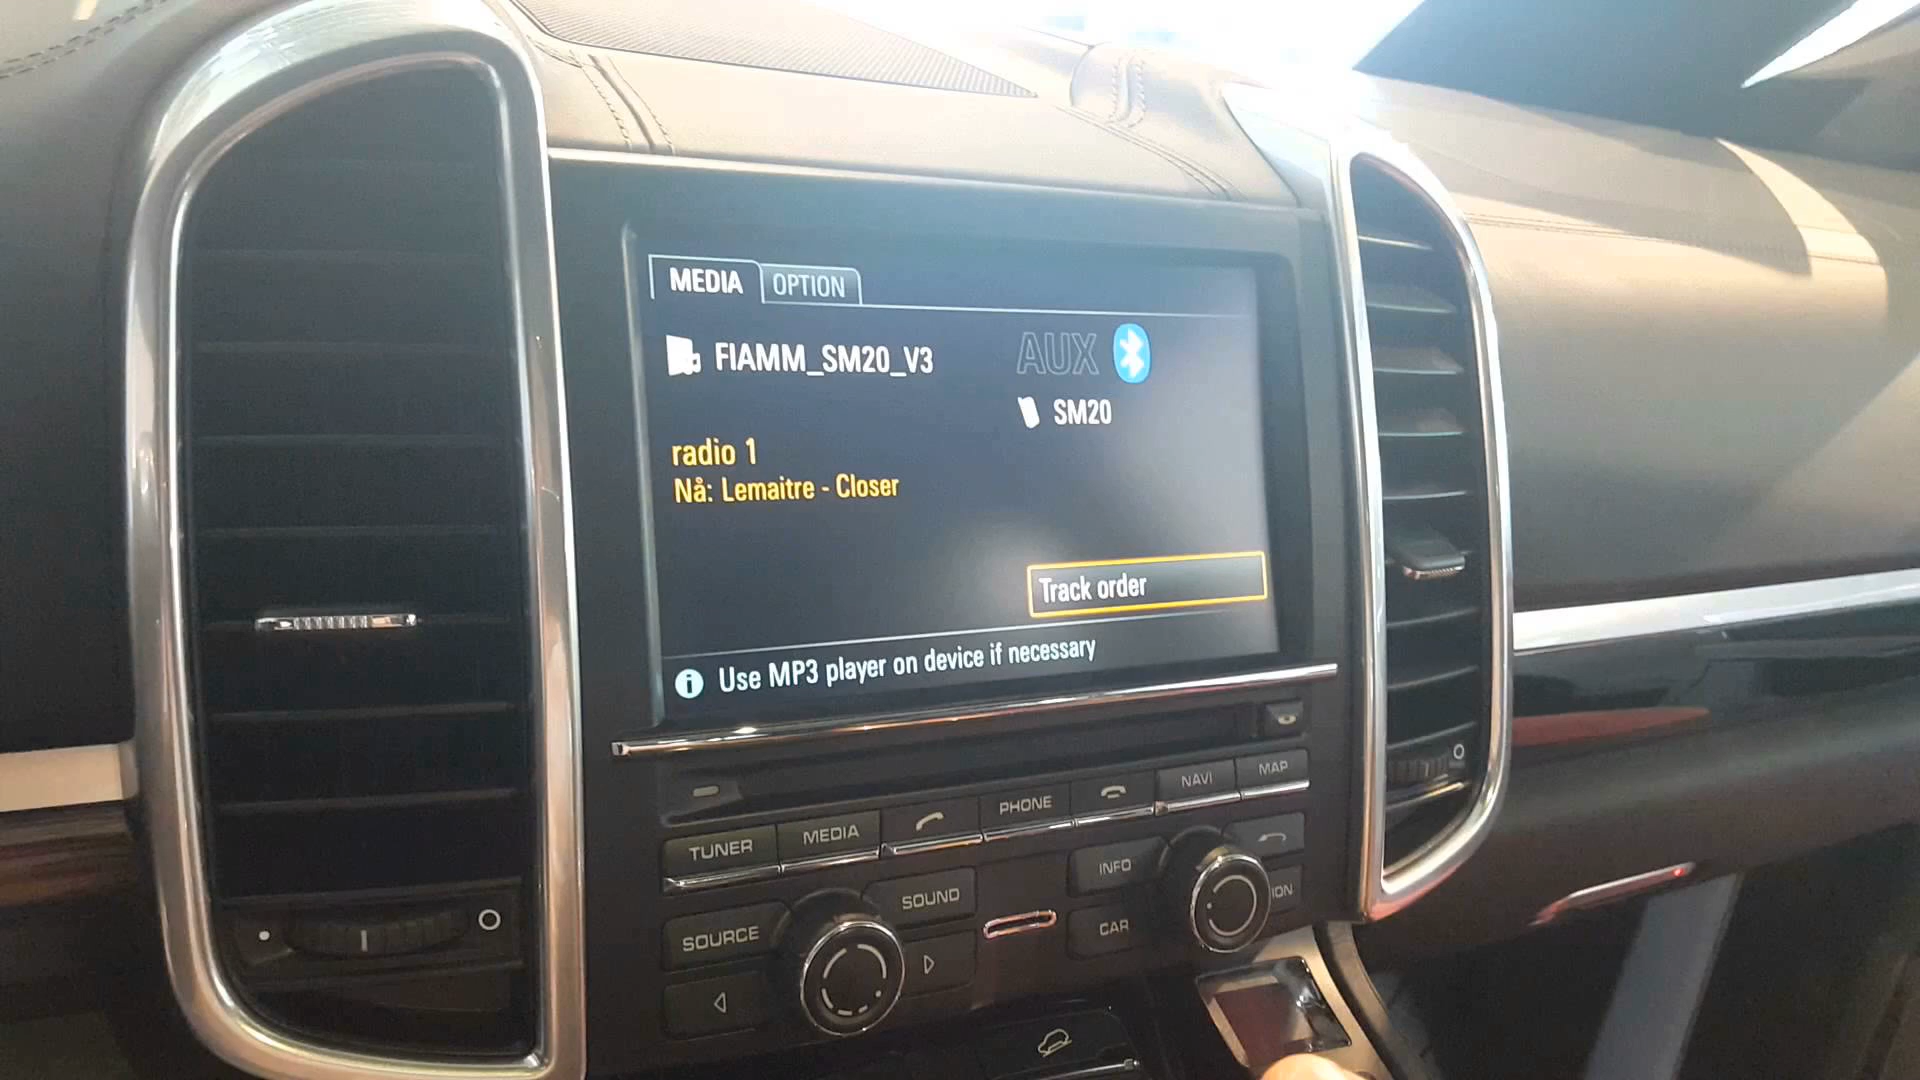 MEDIA OPTION
FIAMM_SM20_V3 AUX
SM20
radio 1
Nå: Lemaitre - Closer
Track order
Use MP3 player on device if necessary
TUNER MEDIA PHONE NAVI MAP
SOURCE SOUND INFO
CAR